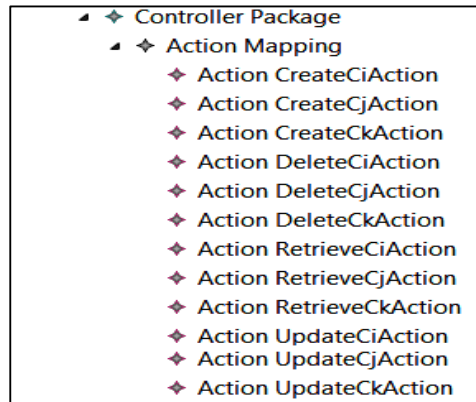 Controller Package
Action Mapping
Action CreateCiAction
Action CreateCjAction
Action CreateCkAction
Action DeleteCiAction
Action DeleteCjAction
Action DeleteCkAction
Action RetrieveCiAction
Action RetrieveCjAction
Action RetrieveCkAction
Action UpdateCiAction
Action UpdateCjAction
Action UpdateCkAction